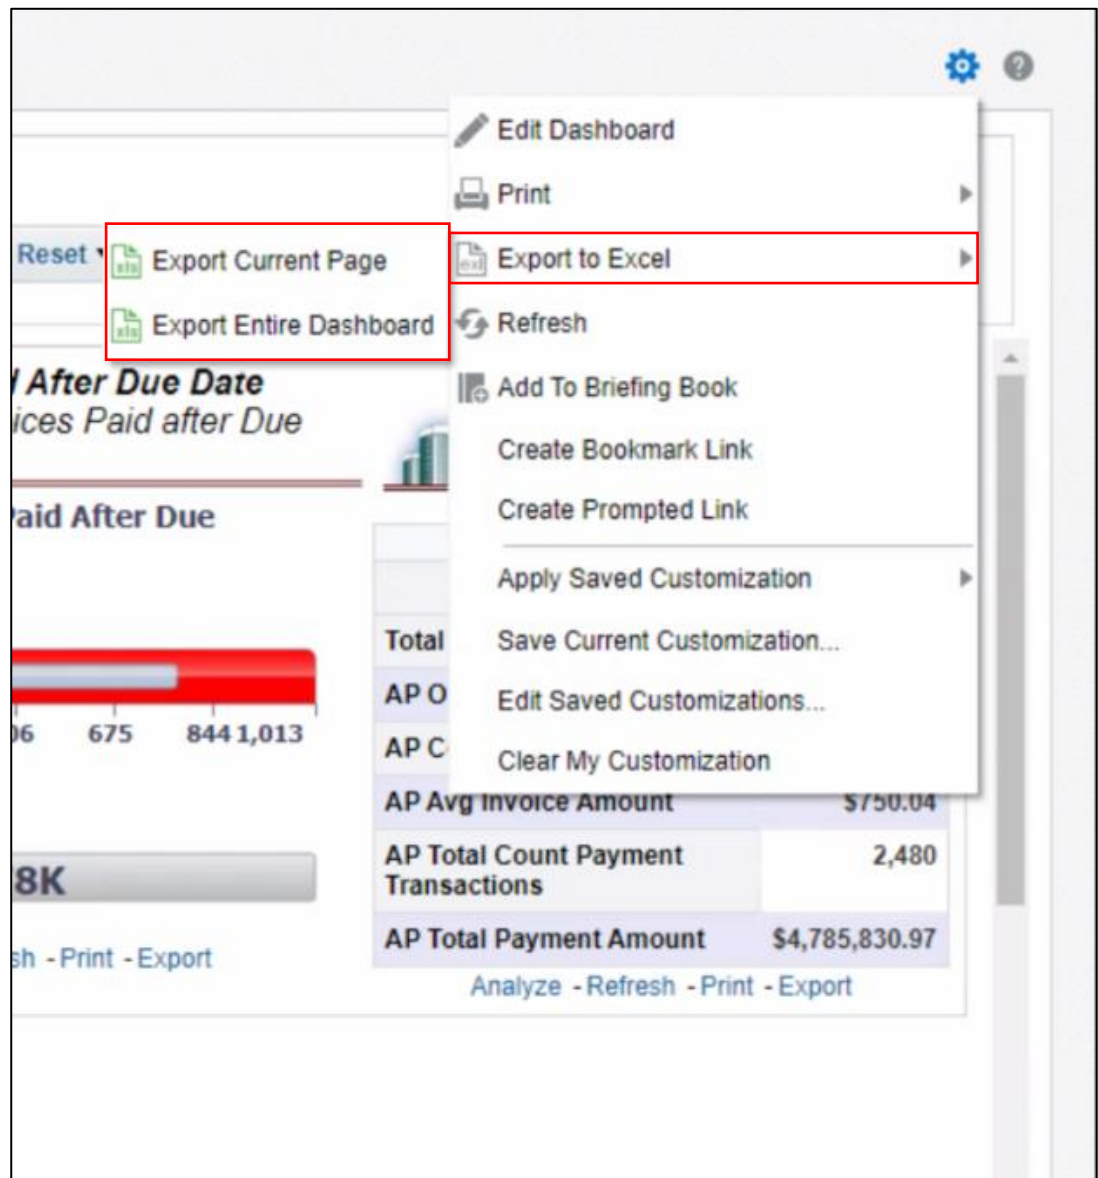 Edit Dashboard
Print
Reset
Export Current Page
Export to Excel
Export Entire Dashboard
Refresh
After Due Date
Add To Briefing Book
Paid after Due
Create Bookmark Link
After Due
Create Prompted Link
Apply Saved Customization
Total
Save Current Customization...
AP
Edit Saved Customizations...
675 844 1,013
AP
Clear My Customization
AP Avg Invoice Amount $750.04
AP Total Count Payment 2,480
Transactions
8K
AP Total Payment Amount $4,785,830.97
- Print - Export
Analyze - Refresh - Print - Export